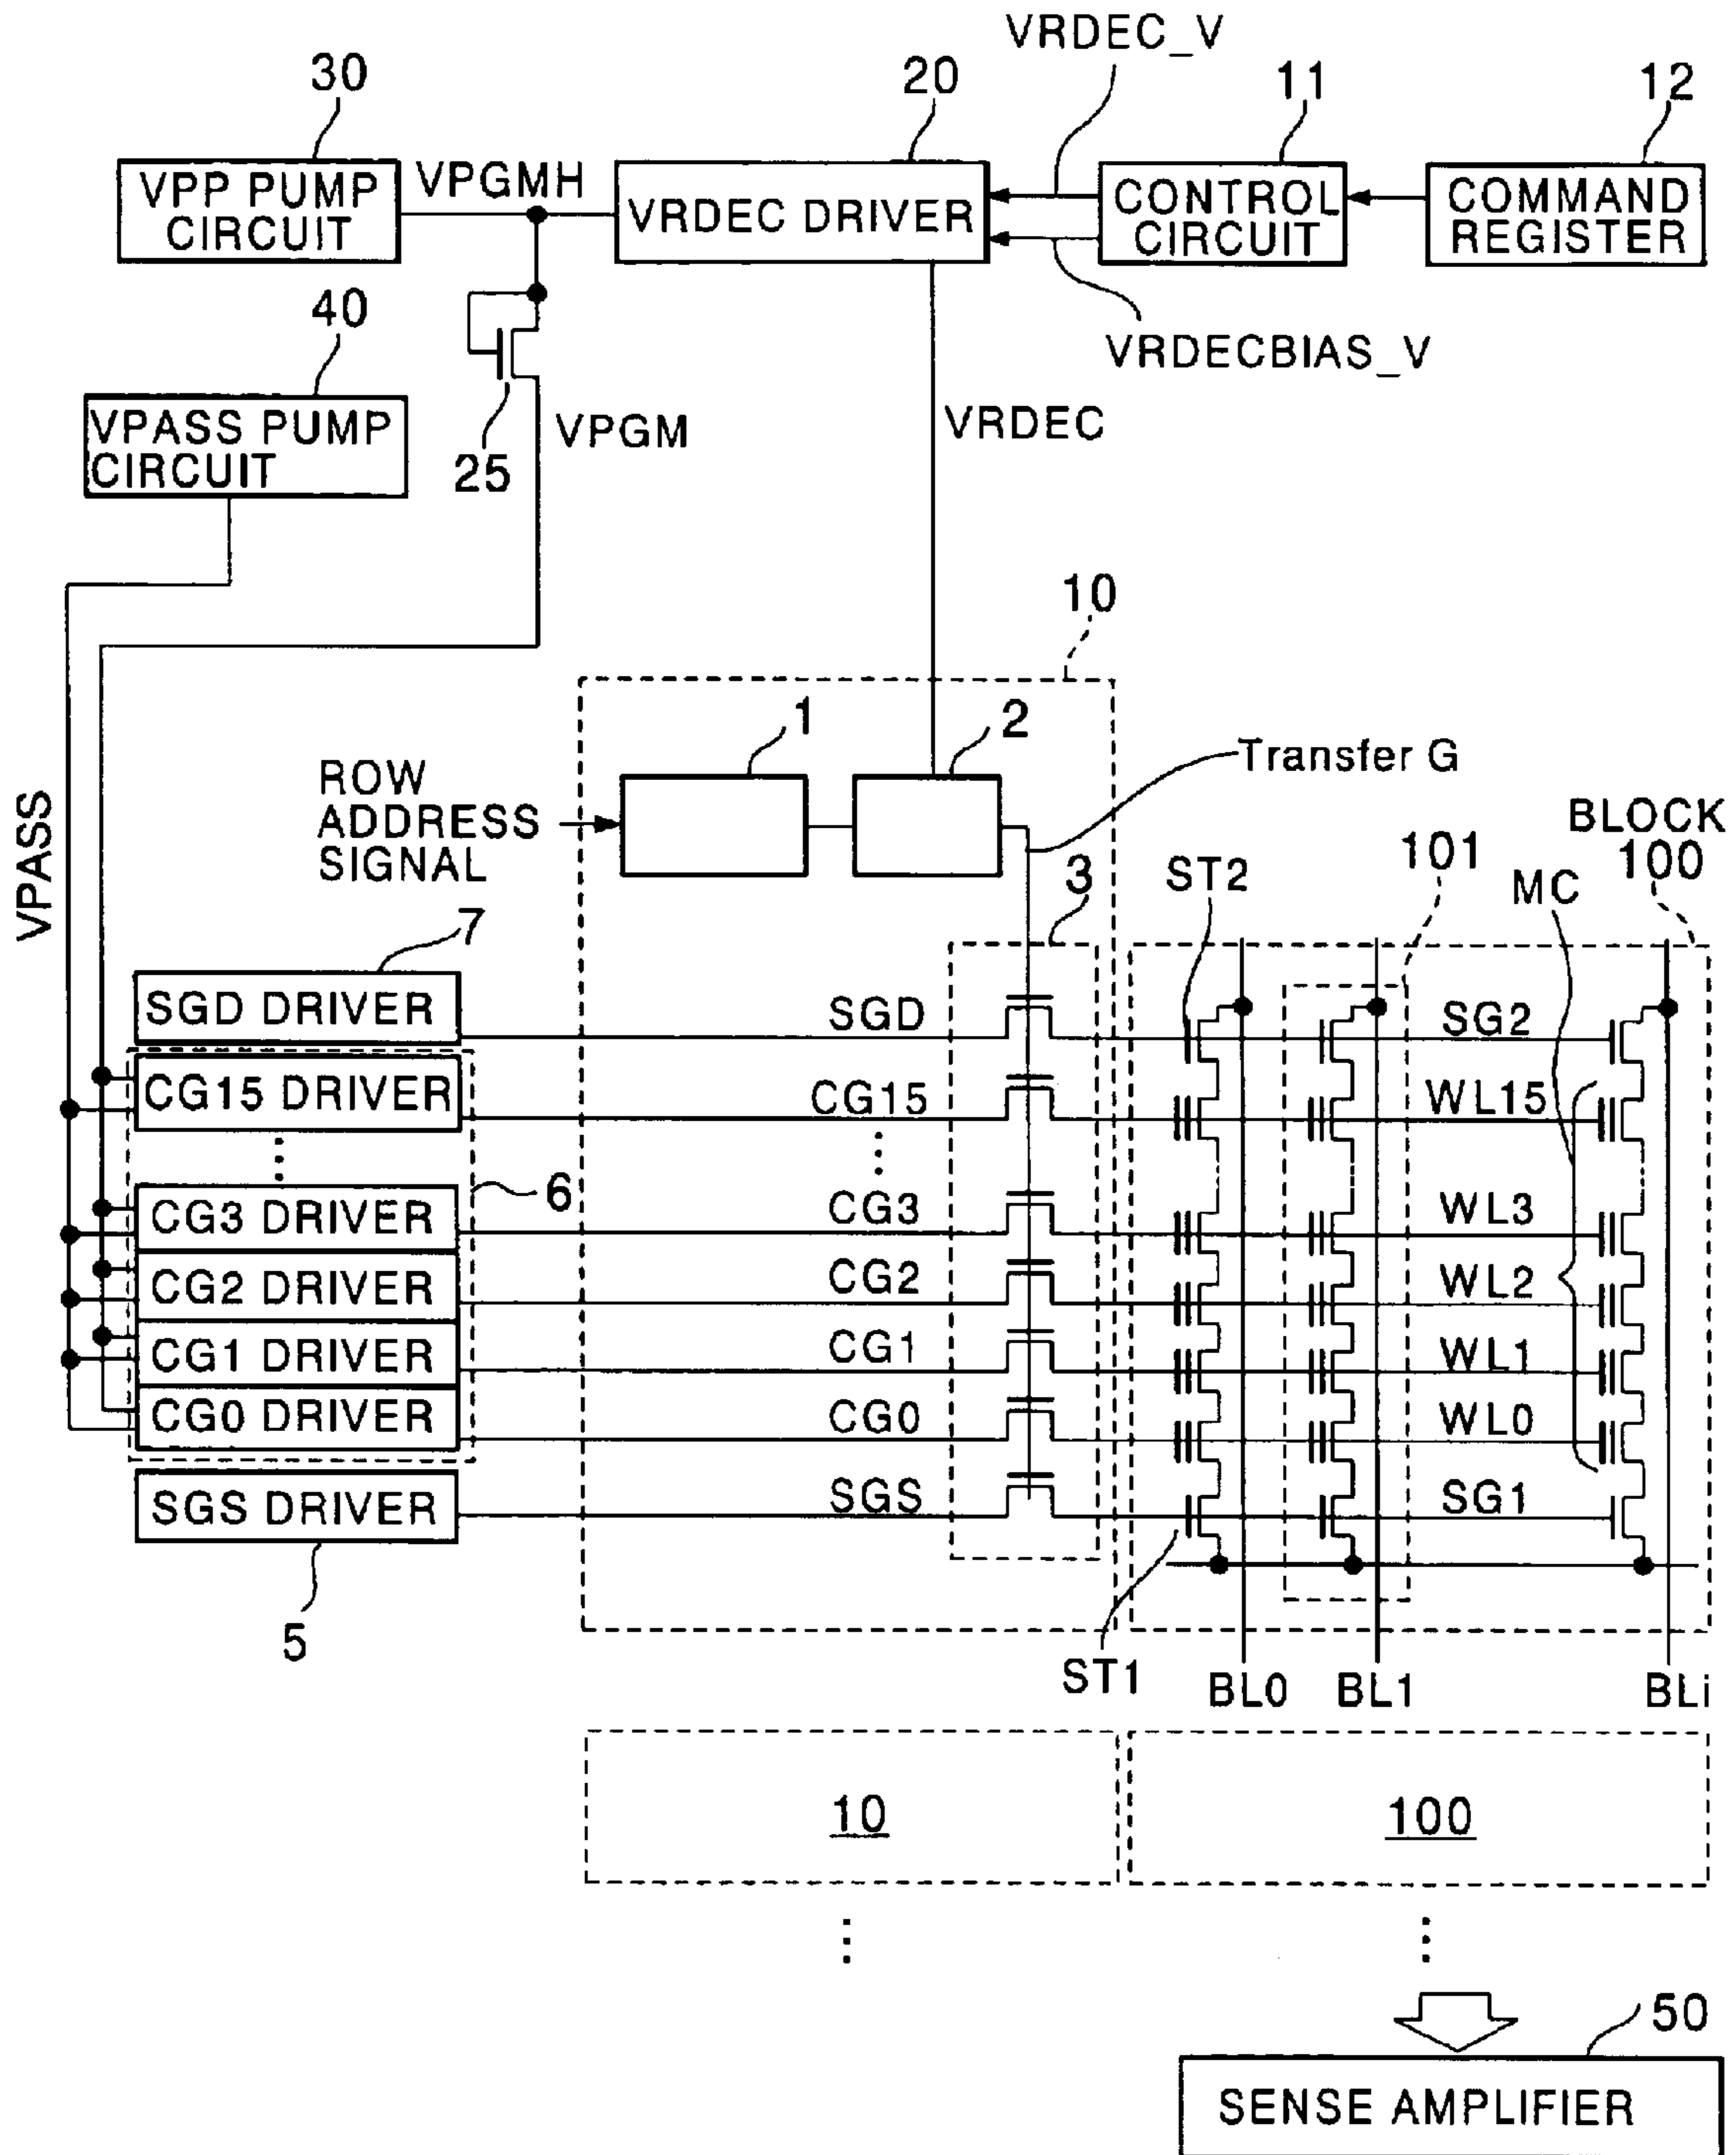 VRDEC_V
30
20
11
12
VPP PUMP
CIRCUIT
VPGMH
VRDEC DRIVER
CONTROL
CIRCUIT
COMMAND
REGISTER
40
VRDECBIAS_V
VPASS PUMP
CIRCUIT
25
VPGM
VRDEC
10
1
2
Transfer G
ROW
ADDRESS
SIGNAL
VPASS
BLOCK
100
101
MC
ST2
3
7
SGD DRIVER
SGD
SG2
CG15 DRIVER
CG15
WL15
6
CG3 DRIVER
CG3
WL3
CG2 DRIVER
CG2
WL2
CG1 DRIVER
CG1
WL1
CG0 DRIVER
CG0
WL0
SGS DRIVER
SGS
SG1
5
ST1
BL0
BL1
BLi
10
100
50
SENSE AMPLIFIER